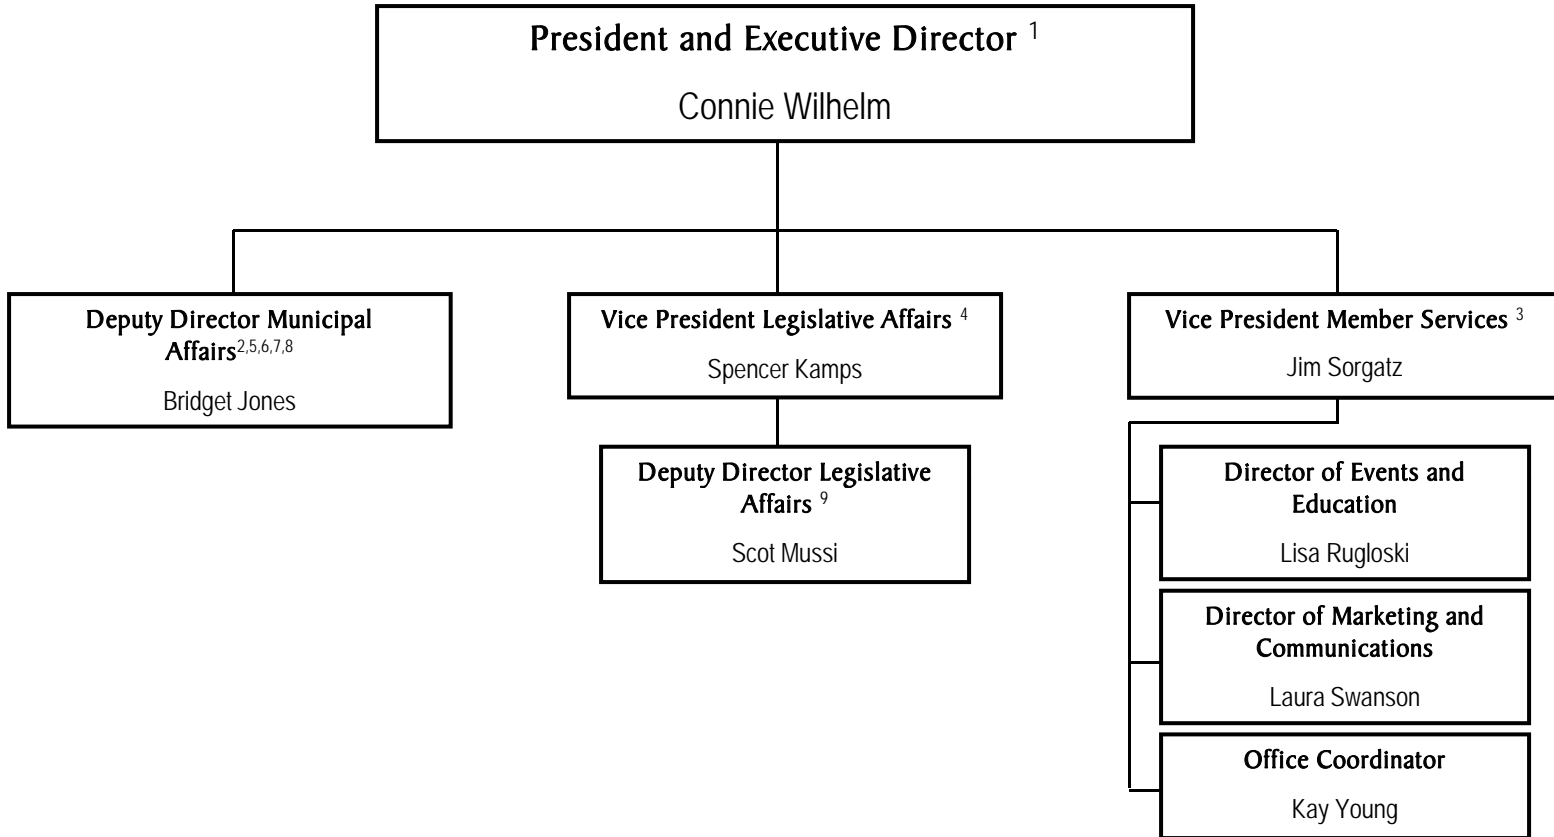 President and Executive Director 1
Connie Wilhelm
Deputy Director Municipal
Affairs2,5,6,7,8
Bridget Jones
Vice President Legislative Affairs 4
Spencer Kamps
Deputy Director Legislative
Affairs 9
Scot Mussi
Vice President Member Services 3
Jim Sorgatz
Director of Events and
Education
Lisa Rugloski
Director of Marketing and
Communications
Laura Swanson
Office Coordinator
Kay Young